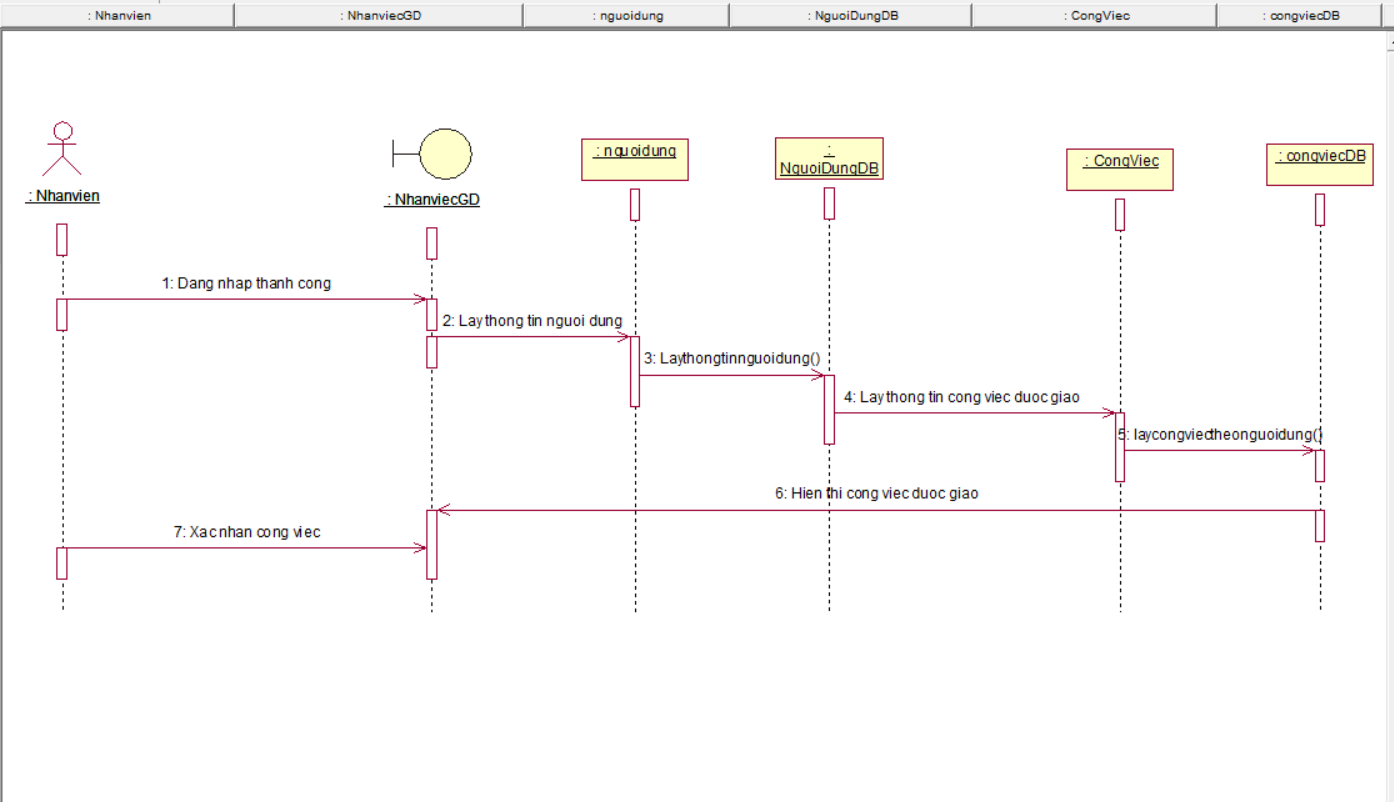 : Nhanvien
: NhanviecGD
: nguoidung
: NguoiDungDB
: CongViec
: congviecDB
: Nhanvien
: NhanviecGD
: nguoidung
:
NguoiDungDB
: CongViec
: congviecDB
1: Dang nhap thanh cong
2: Lay thong tin nguoi dung
3: Laythongtinnguoidung()
4: Lay thong tin cong viec duoc giao
5: laycongviectheonguoidung()
6: Hien thi cong viec duoc giao
7: Xac nhan cong viec